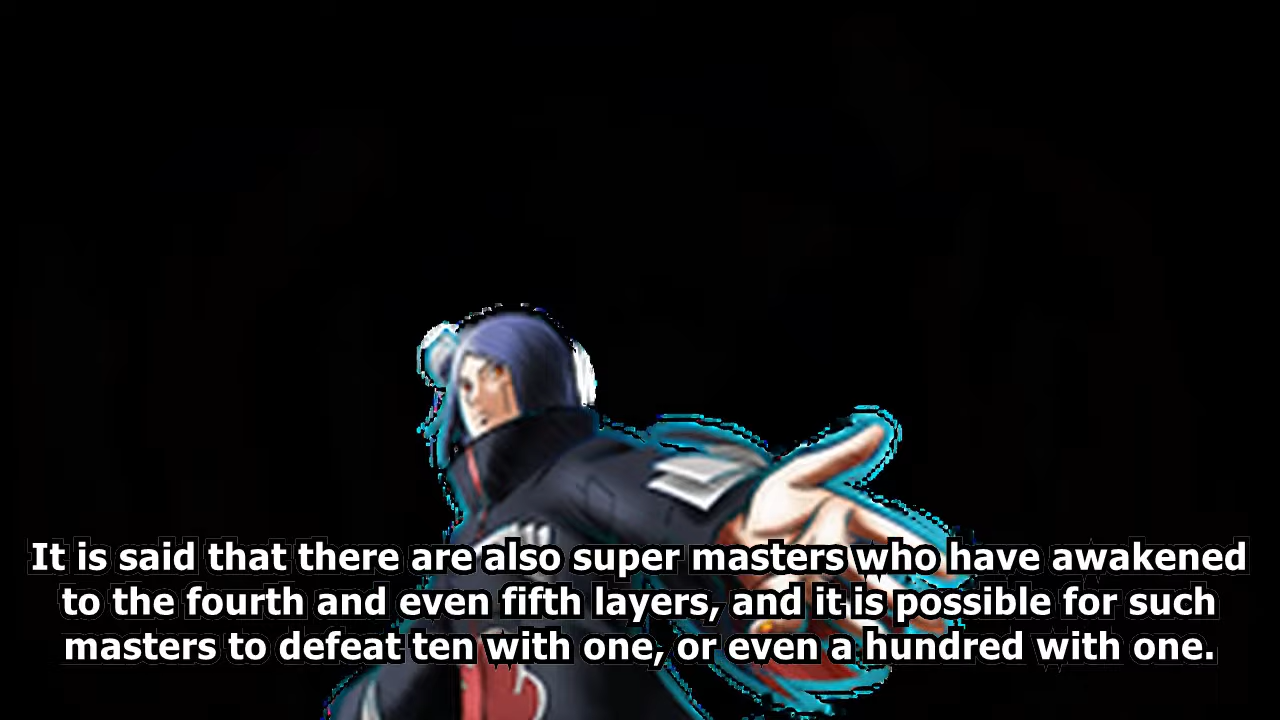 It is said that there are also super masters who have awakened
to the fourth and even fifth layers, and it is possible for such
masters to defeat ten with one, or even a hundred with one.